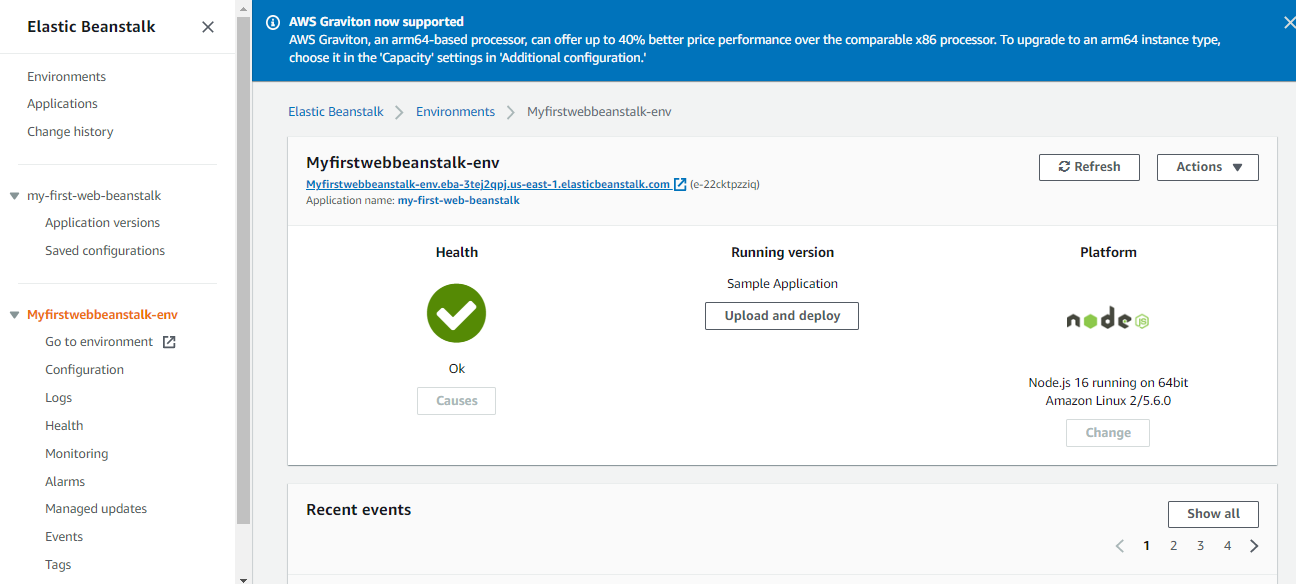 Elastic Beanstalk
Environments
Applications
Change history
my-first-web-beanstalk
Application versions
Saved configurations
Myfirstwebbeanstalk-env
Go to environment
Configuration
Logs
Health
Monitoring
Alarms
Managed updates
Events
Tags
AWS Graviton now supported
AWS Graviton, an arm64-based processor, can offer up to 40% better price performance over the comparable x86 processor. To upgrade to an arm64 instance type,
choose it in the 'Capacity' settings in 'Additional configuration.'
Elastic Beanstalk > Environments > Myfirstwebbeanstalk-env
Myfirstwebbeanstalk-env
Myfirstwebbeanstalk-env.eba-3tej2qpj.us-east-1.elasticbeanstalk.com (e-22cktpzziq)
Application name: my-first-web-beanstalk
Refresh
Actions
Health
Ok
Causes
Running version
Sample Application
Upload and deploy
Platform
node JS
Node.js 16 running on 64bit
Amazon Linux 2/5.6.0
Change
Recent events
Show all
< 1 2 3 4 >